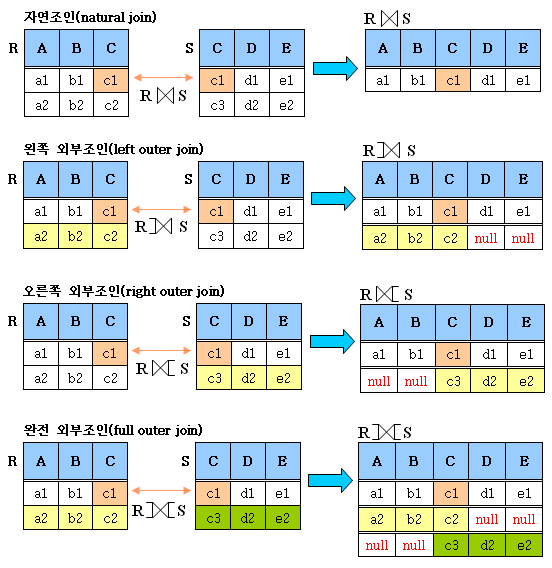 자연조인(natural join)
R ⋈ S
R A B C S C D E A B C D E
a1 b1 c1 c1 d1 e1 a1 b1 c1 d1 e1
R ⋈ S
a2 b2 c2 c3 d1 e2
왼쪽 외부조인(left outer join)
R ⟕ S
R A B C S C D E A B C D E
a1 b1 c1 c1 d1 e1 a1 b1 c1 d1 e1
R ⟕ S
a2 b2 c2 c3 d2 e2 a2 b2 c2 null null
오른쪽 외부조인(right outer join)
R ⟖ S
R A B C S C D E A B C D E
a1 b1 c1 c1 d1 e1 a1 b1 c1 d1 e1
R ⟖ S
a2 b2 c2 c3 d2 e2 null null c3 d2 e2
완전 외부조인(full outer join)
R ⟗ S
R A B C S C D E A B C D E
a1 b1 c1 c1 d1 e1 a1 b1 c1 d1 e1
R ⟗ S
a2 b2 c2 c3 d2 e2 a2 b2 c2 null null
null null c3 d2 e2